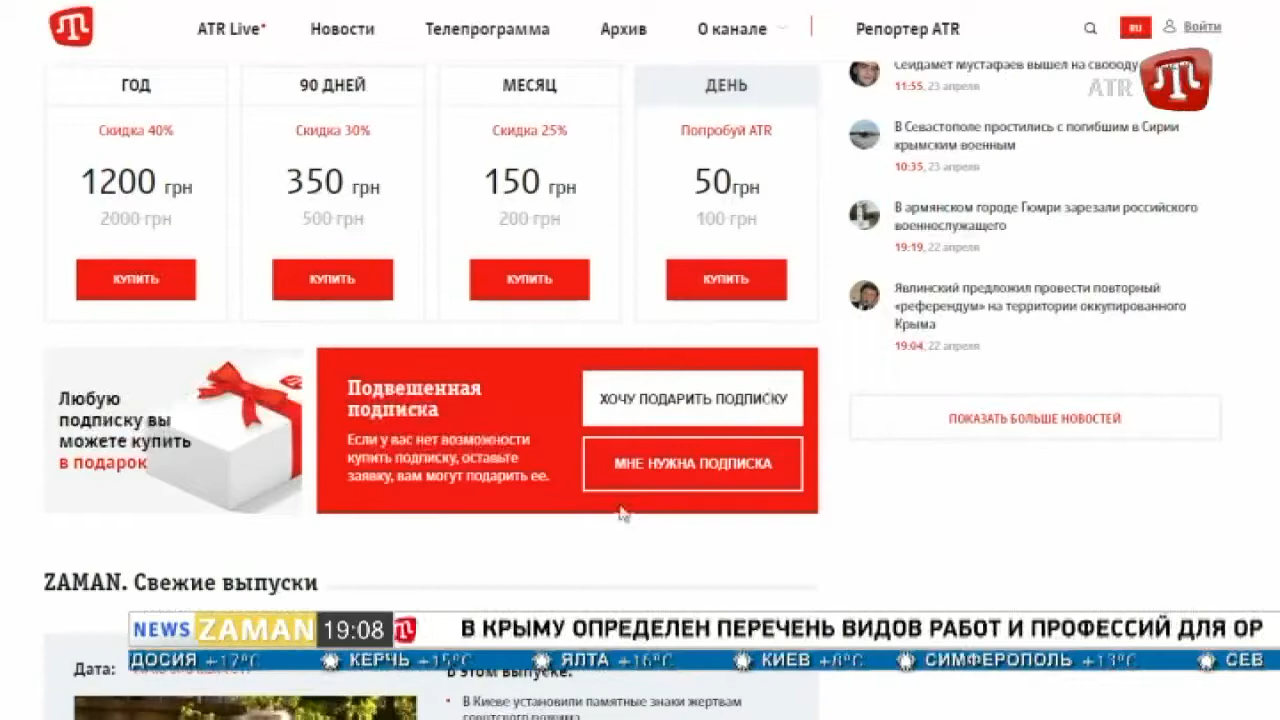 ATR Live Новости Телепрограмма Архив О канале Репортер ATR RU Войти
ГОД
Скидка 40%
1200 грн
2000 грн
КУПИТЬ
90 ДНЕЙ
Скидка 30%
350 грн
500 грн
КУПИТЬ
МЕСЯЦ
Скидка 25%
150 грн
200 грн
КУПИТЬ
ДЕНЬ
Попробуй ATR
50грн
100 грн
КУПИТЬ
Сейдамет Мустафаев вышел на свободу
11:55, 23 апреля
ATR
В Севастополе простились с погибшим в Сирии
крымским военным
10:35, 23 апреля
В армянском городе Гюмри зарезали российского
военнослужащего
19:19, 22 апреля
Явлинский предложил провести повторный
«референдум» на территории оккупированного
Крыма
19:04, 22 апреля
ПОКАЗАТЬ БОЛЬШЕ НОВОСТЕЙ
Любую
подписку вы
можете купить
в подарок
Подвешенная
подписка
Если у вас нет возможности
купить подписку, оставьте
заявку, вам могут подарить ее.
ХОЧУ ПОДАРИТЬ ПОДПИСКУ
МНЕ НУЖНА ПОДПИСКА
ZAMAN. Свежие выпуски
NEWS ZAMAN 19:08 В КРЫМУ ОПРЕДЕЛЕН ПЕРЕЧЕНЬ ВИДОВ РАБОТ И ПРОФЕССИЙ ДЛЯ ОР
ДОСИЯ +17°C КЕРЧЬ +15°C ЯЛТА +16°C КИЕВ +8°C СИМФЕРОПОЛЬ +13°C СЕВ
Дата:
В этом выпуске:
• В Киеве установили памятные знаки жертвам
советского режима